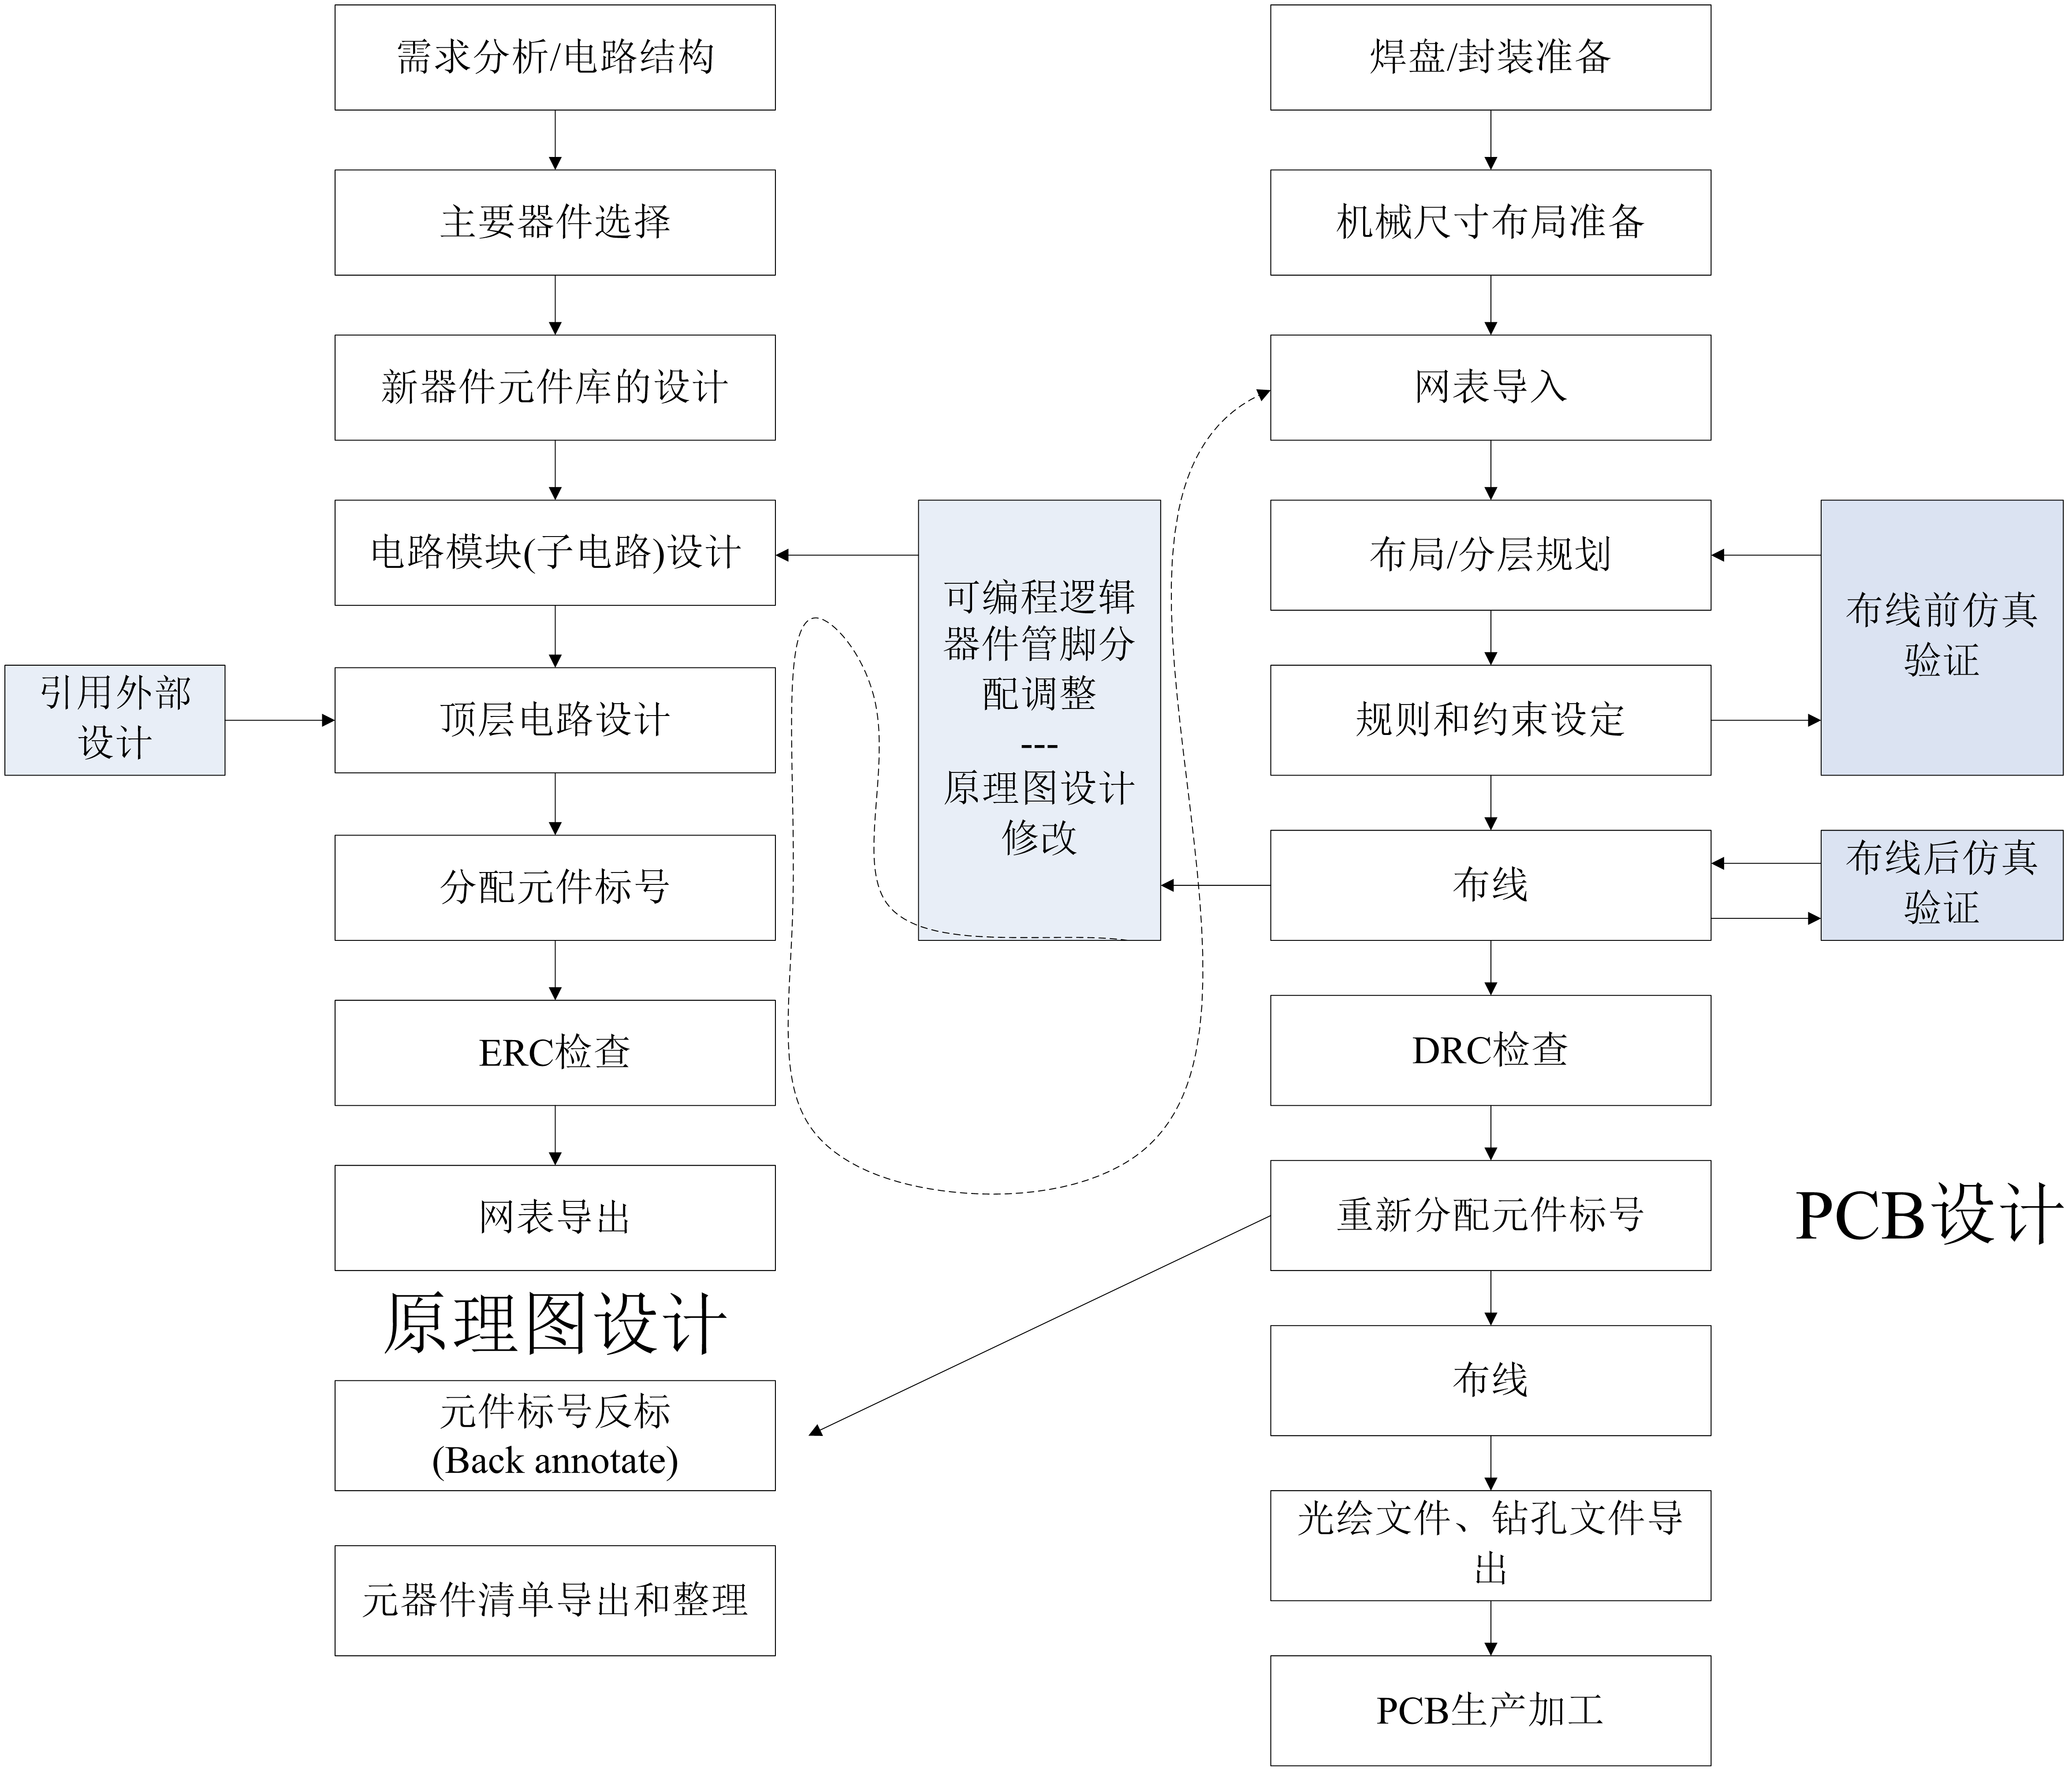 需求分析/电路结构
主要器件选择
新器件元件库的设计
电路模块(子电路)设计
引用外部
设计
顶层电路设计
分配元件标号
ERC检查
网表导出
原理图设计
元件标号反标
(Back annotate)
元器件清单导出和整理
可编程逻辑
器件管脚分
配调整
---
原理图设计
修改
焊盘/封装准备
机械尺寸布局准备
网表导入
布局/分层规划
规则和约束设定
布线前仿真
验证
布线
布线后仿真
验证
DRC检查
重新分配元件标号
PCB设计
布线
光绘文件、钻孔文件导
出
PCB生产加工